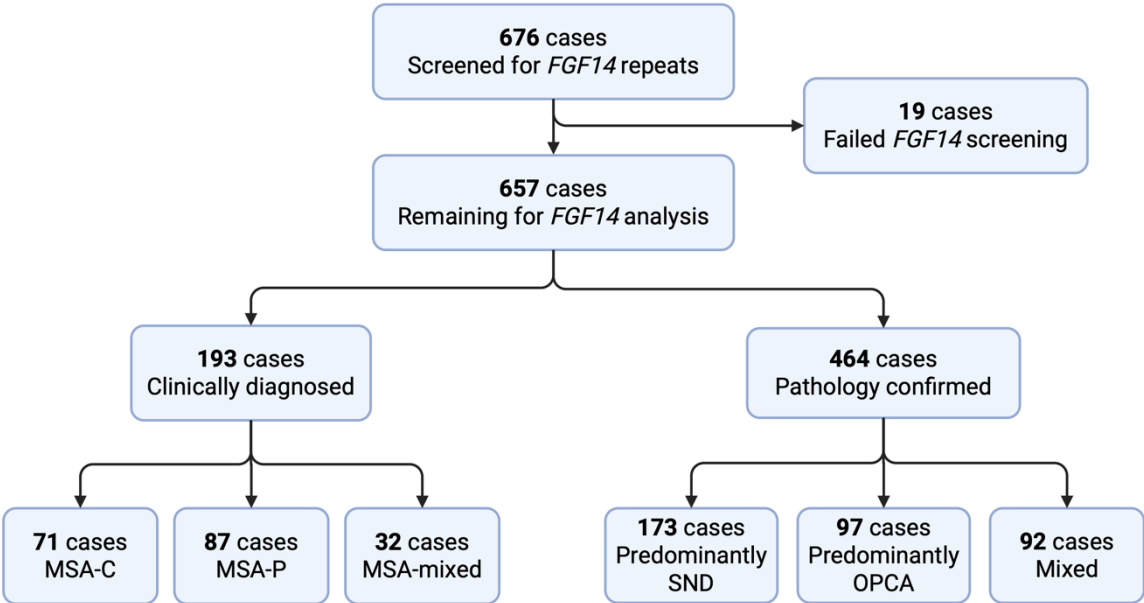 676 cases
Screened for FGF14 repeats
19 cases
Failed FGF14 screening
657 cases
Remaining for FGF14 analysis
193 cases
Clinically diagnosed
464 cases
Pathology confirmed
71 cases
MSA-C
87 cases
MSA-P
32 cases
MSA-mixed
173 cases
Predominantly
SND
97 cases
Predominantly
OPCA
92 cases
Mixed